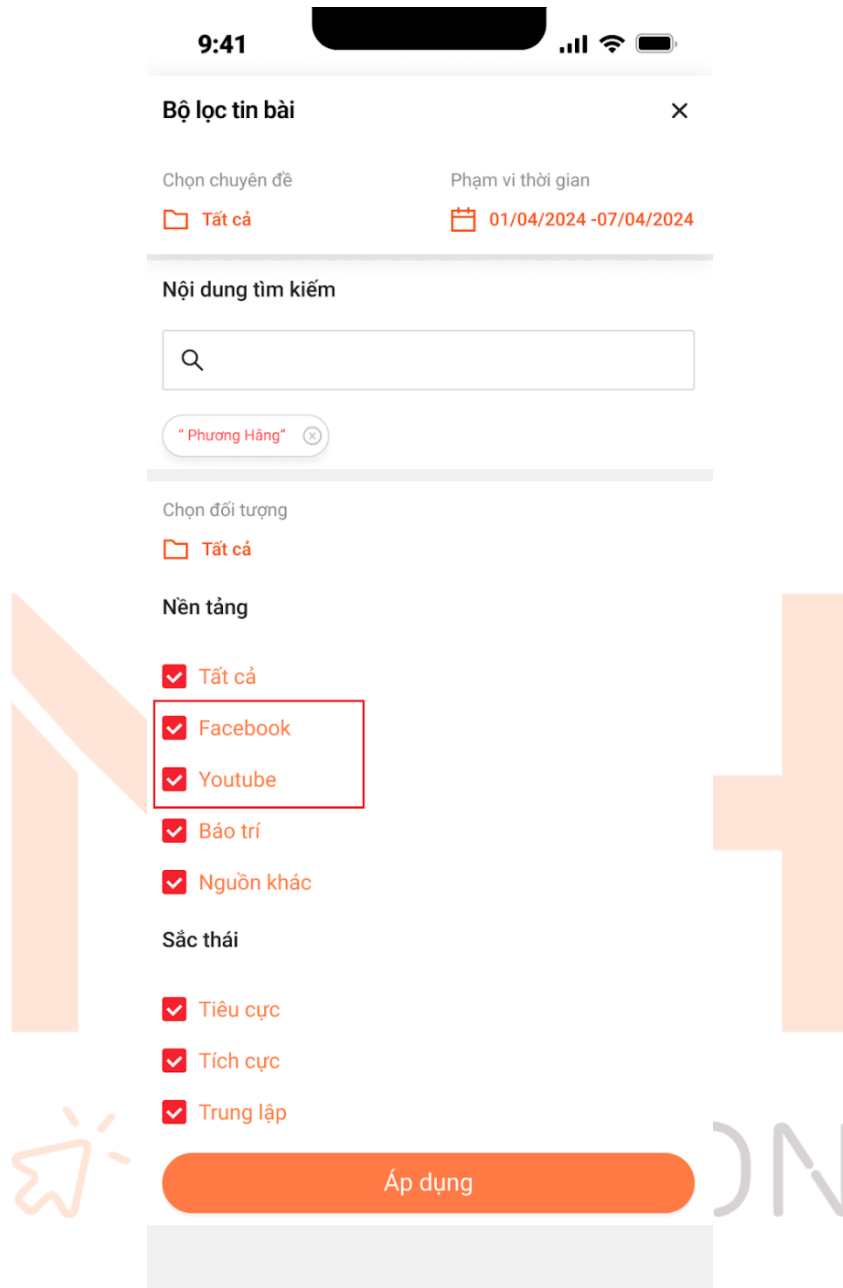 9:41
Bộ lọc tin bài
Chọn chuyên đề
Phạm vi thời gian
Tất cả
01/04/2024 -07/04/2024
Nội dung tìm kiếm
“ Phương Hằng”
Chọn đối tượng
Tất cả
Nền tảng
Tất cả
Facebook
Youtube
Báo trí
Nguồn khác
Sắc thái
Tiêu cực
Tích cực
Trung lập
Áp dụng